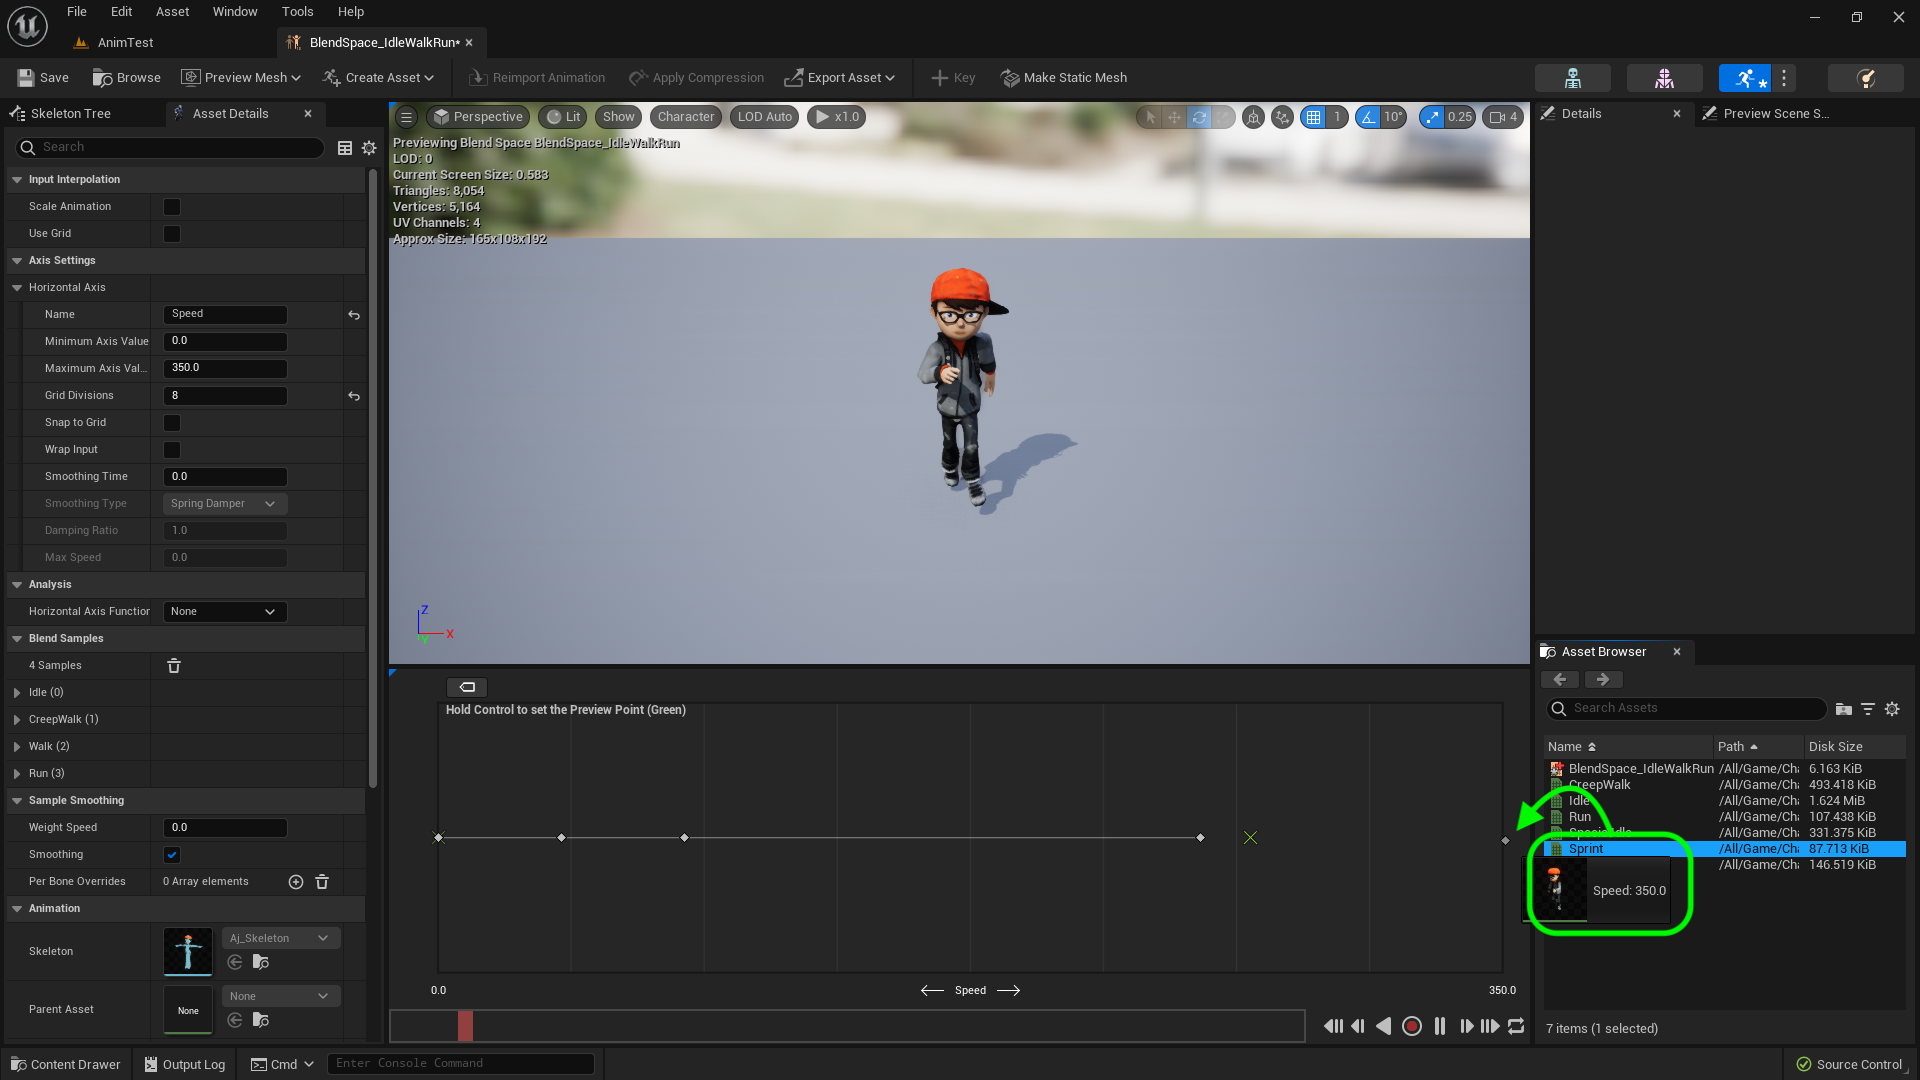 File Edit Asset Window Tools Help
AnimTest
BlendSpace_IdleWalkRun*
Save Browse Preview Mesh Create Asset Reimport Animation Apply Compression Export Asset Key Make Static Mesh
Skeleton Tree
Asset Details
Search
Input Interpolation
Scale Animation
Use Grid
Axis Settings
Horizontal Axis
Name Speed
Minimum Axis Value 0.0
Maximum Axis Val... 350.0
Grid Divisions 8
Snap to Grid
Wrap Input
Smoothing Time 0.0
Smoothing Type Spring Damper
Damping Ratio 1.0
Max Speed 0.0
Analysis
Horizontal Axis Function None
Blend Samples
4 Samples
Idle (0)
CreepWalk (1)
Walk (2)
Run (3)
Sample Smoothing
Weight Speed 0.0
Smoothing
Per Bone Overrides 0 Array elements
Animation
Skeleton Aj_Skeleton
Parent Asset None None
Perspective Lit Show Character LOD Auto x1.0
1 10° 0.25 4
Previewing Blend Space BlendSpace_IdleWalkRun
LOD: 0
Current Screen Size: 0.583
Triangles: 8,054
Vertices: 5,164
UV Channels: 4
Approx Size: 165x108x192
Z
X
Y
Hold Control to set the Preview Point (Green)
0.0 Speed 350.0
Details
Preview Scene S...
Asset Browser
Search Assets
Name Path Disk Size
BlendSpace_IdleWalkRun /All/Game/Cha 6.163 KiB
CreepWalk /All/Game/Cha 493.418 KiB
Idle /All/Game/Cha 1.624 MiB
Run /All/Game/Cha 107.438 KiB
/All/Game/Cha 331.375 KiB
Sprint /All/Game/Cha 87.713 KiB
/All/Game/Cha 146.519 KiB
Speed: 350.0
7 items (1 selected)
Content Drawer Output Log Cmd Enter Console Command Source Control